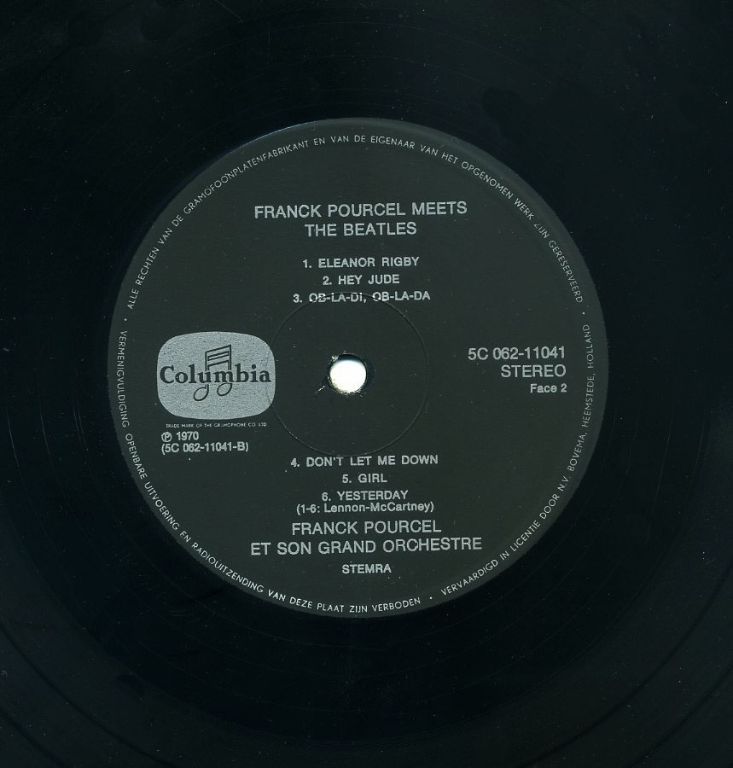 ALLE RECHTEN VAN DE GRAMOFOONPLATENFABRIKANT EN VAN DE EIGENAAR VAN HET OPGENOMEN WERK ZIJN GERESERVEERD ·
FRANCK POURCEL MEETS
THE BEATLES
1. ELEANOR RIGBY
2. HEY JUDE
3. OB-LA-DI, OB-LA-DA
Columbia
TRADE MARK OF THE GRAMOPHONE CO. LTD
℗ 1970
(5C 062-11041-B)
5C 062-11041
STEREO
Face 2
4. DON'T LET ME DOWN
5. GIRL
6. YESTERDAY
(1-6: Lennon-McCartney)
FRANCK POURCEL
ET SON GRAND ORCHESTRE
STEMRA
· VERMENIGVULDIGING OPENBARE UITVOERING EN RADIOUITZENDING VAN DEZE PLAAT ZIJN VERBODEN ·
VERVAARDIGD IN LICENTIE DOOR N.V. BOVEMA, HEEMSTEDE, HOLLAND